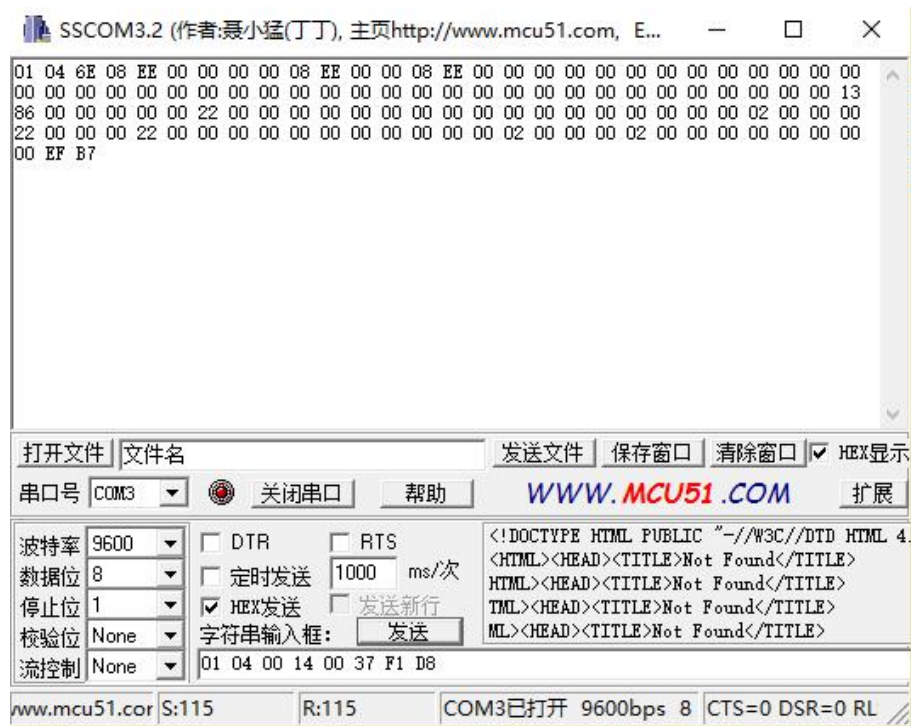 SSCOM3.2 (作者:聂小猛(丁丁), 主页http://www.mcu51.com, E...
01 04 6E 08 EE 00 00 00 00 08 EE 00 00 08 EE 00 00 00 00 00 00 00 00 00 00 00 00
00 00 00 00 00 00 00 00 00 00 00 00 00 00 00 00 00 00 00 00 00 00 00 00 00 00 13
86 00 00 00 00 00 22 00 00 00 00 00 00 00 00 00 00 00 00 00 00 00 00 02 00 00 00
22 00 00 00 22 00 00 00 00 00 00 00 00 00 00 02 00 00 00 02 00 00 00 00 00 00
00 EF B7
打开文件 文件名 发送文件 保存窗口 清除窗口 HEX显示
串口号 COM3 关闭串口 帮助 WWW.MCU51.COM 扩展
波特率 9600 DTR RTS
数据位 8 定时发送 1000 ms/次
停止位 1 HEX发送 发送新行
校验位 None 字符串输入框: 发送
流控制 None 01 04 00 14 00 37 F1 D8
<!DOCTYPE HTML PUBLIC "-//W3C//DTD HTML 4.
<HTML><HEAD><TITLE>Not Found</TITLE>
HTML><HEAD><TITLE>Not Found</TITLE>
TML><HEAD><TITLE>Not Found</TITLE>
ML><HEAD><TITLE>Not Found</TITLE>
www.mcu51.cor S:115 R:115 COM3已打开 9600bps 8 CTS=0 DSR=0 RL